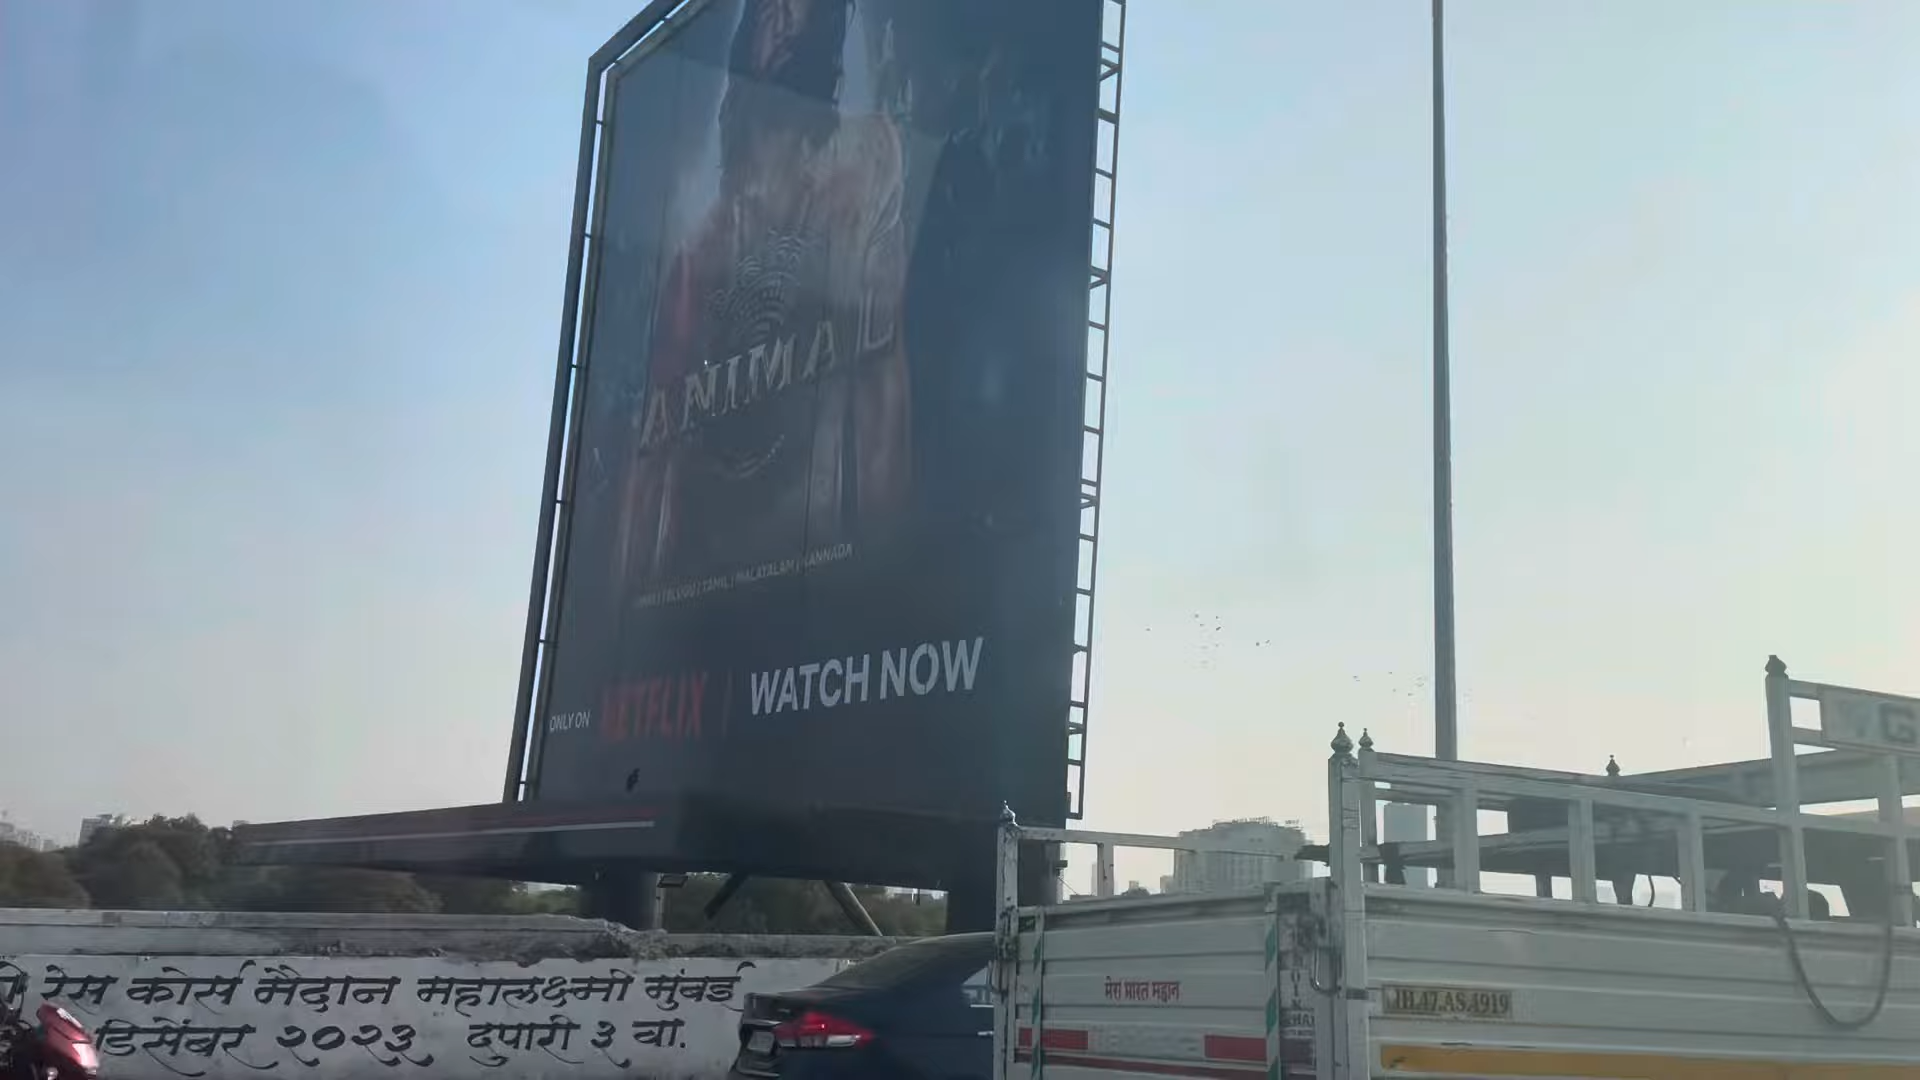 ANIMAL
HINDI | TELUGU | TAMIL | MALAYALAM | KANNADA
ONLY ON NETFLIX | WATCH NOW
रेस कोर्स मैदान महालक्ष्मी मुंबई
डिसेंबर २०२३ दुपारी ३ वा.
मेरा भारत महान
47.AS.4919